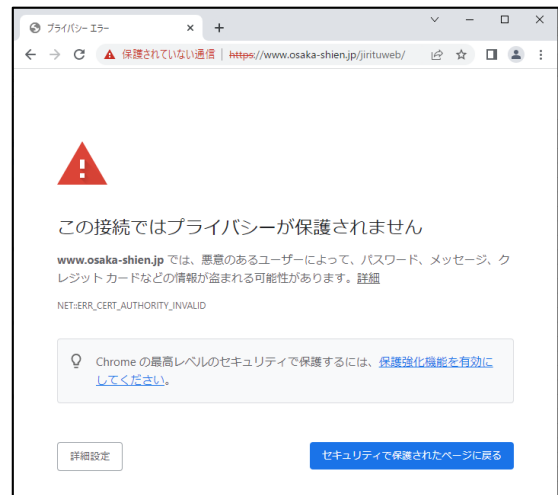 プライバシー エラー
保護されていない通信 | https://www.osaka-shien.jp/jirituweb/
この接続ではプライバシーが保護されません
www.osaka-shien.jp では、悪意のあるユーザーによって、パスワード、メッセージ、ク
レジット カードなどの情報が盗まれる可能性があります。詳細
NET::ERR_CERT_AUTHORITY_INVALID
Chrome の最高レベルのセキュリティで保護するには、保護強化機能を有効に
してください。
詳細設定
セキュリティで保護されたページに戻る